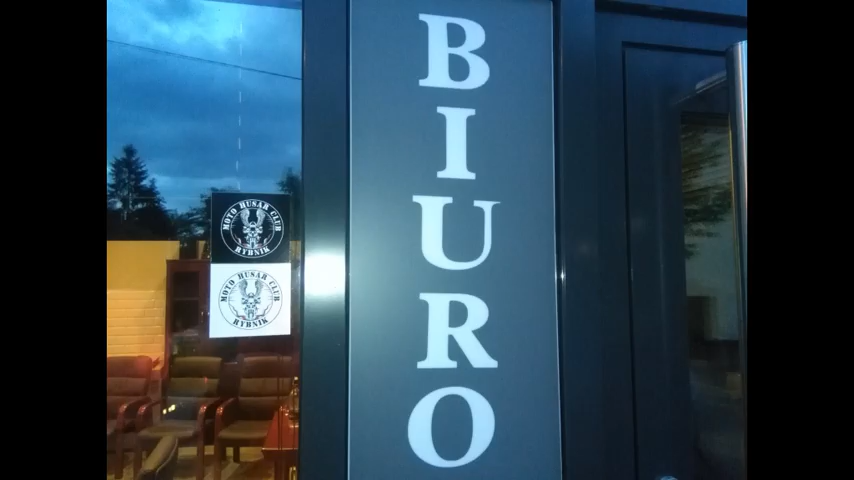 BIURO
MOTO HUSAR CLUB
RYBNIK
MOTO HUSAR CLUB
RYBNIK